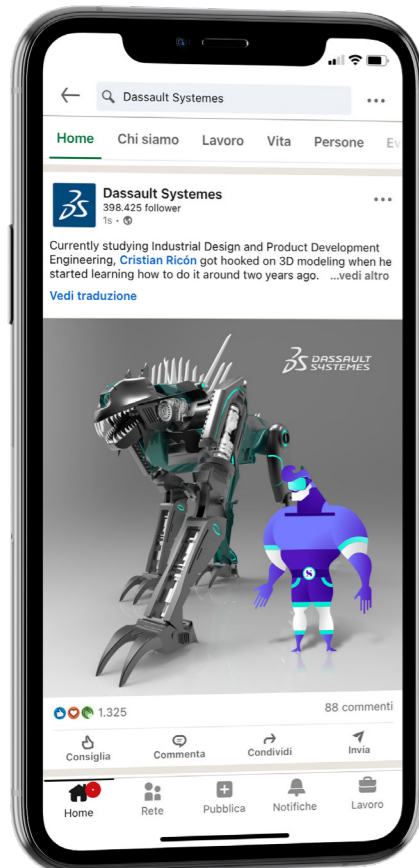 Dassault Systemes
Home Chi siamo Lavoro Vita Persone Ev
3S
Dassault Systemes
398.425 follower
1s •
Currently studying Industrial Design and Product Development
Engineering, Cristian Ricón got hooked on 3D modeling when he
started learning how to do it around two years ago. ...vedi altro
Vedi traduzione
3S DASSAULT
SYSTEMES
S
1.325 88 commenti
Consiglia Commenta Condividi Invia
Home Rete Pubblica Notifiche Lavoro